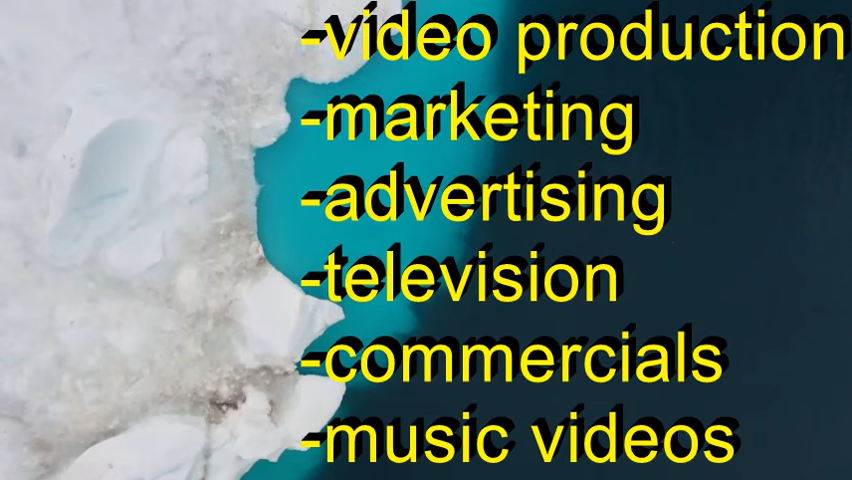 -video production
-marketing
-advertising
-television
-commercials
-music videos